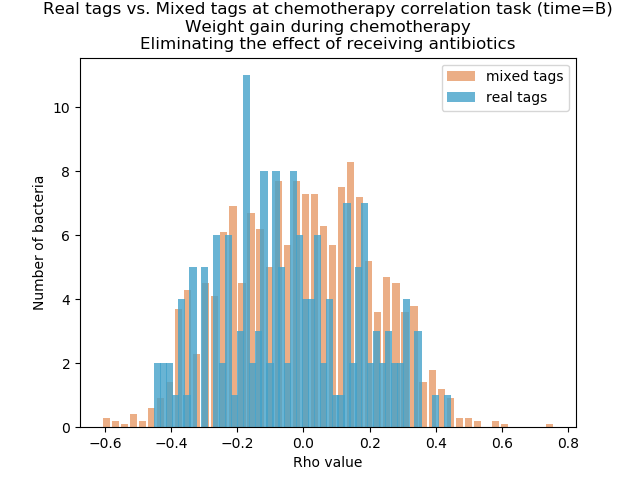 Real tags vs. Mixed tags at chemotherapy correlation task (time=B)
Weight gain during chemotherapy
Eliminating the effect of receiving antibiotics
mixed tags
real tags
Number of bacteria
10
8
6
4
2
0
−0.6 −0.4 −0.2 0.0 0.2 0.4 0.6 0.8
Rho value